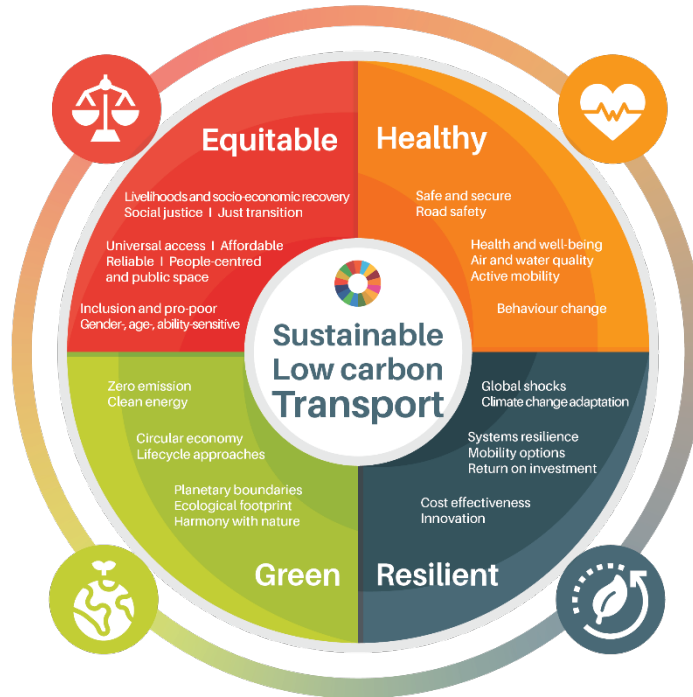 Equitable
Livelihoods and socio-economic recovery
Social justice I Just transition
Universal access I Affordable
Reliable I People-centred
and public space
Inclusion and pro-poor
Gender-, age-, ability-sensitive
Healthy
Safe and secure
Road safety
Health and well-being
Air and water quality
Active mobility
Behaviour change
Sustainable
Low carbon
Transport
Zero emission
Clean energy
Circular economy
Lifecycle approaches
Planetary boundaries
Ecological footprint
Harmony with nature
Green
Global shocks
Climate change adaptation
Systems resilience
Mobility options
Return on investment
Cost effectiveness
Innovation
Resilient